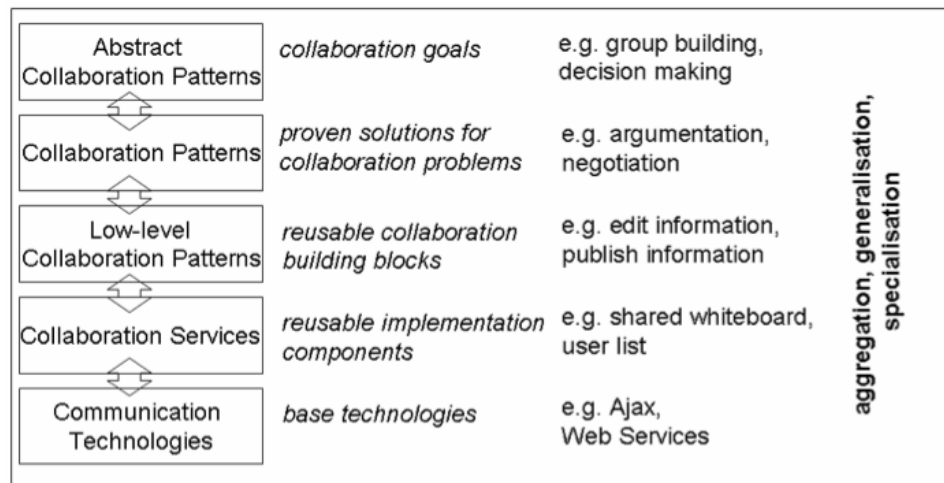 Abstract
Collaboration Patterns
collaboration goals
e.g. group building,
decision making
Collaboration Patterns
proven solutions for
collaboration problems
e.g. argumentation,
negotiation
Low-level
Collaboration Patterns
reusable collaboration
building blocks
e.g. edit information,
publish information
Collaboration Services
reusable implementation
components
e.g. shared whiteboard,
user list
Communication
Technologies
base technologies
e.g. Ajax,
Web Services
aggregation, generalisation,
specialisation